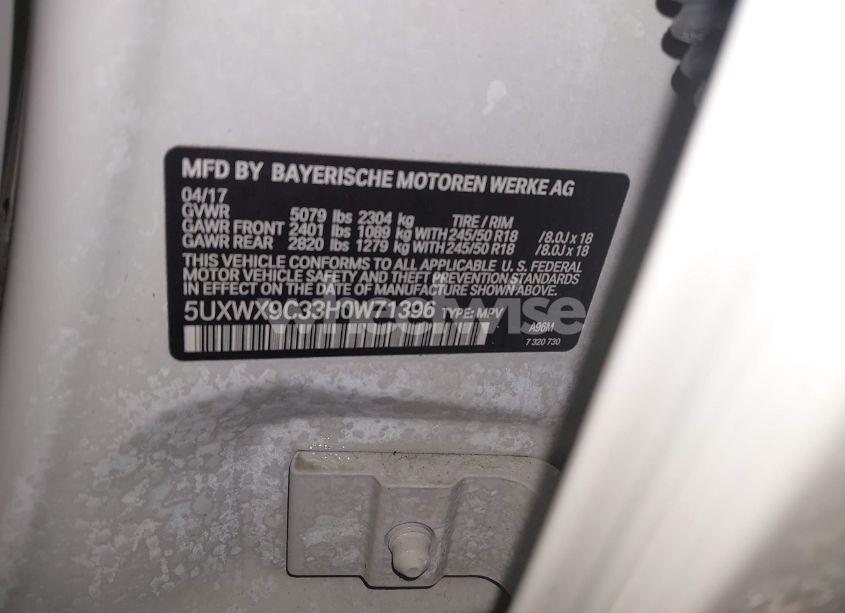 MFD BY BAYERISCHE MOTOREN WERKE AG
04/17
GVWR 5079 lbs 2304 kg TIRE / RIM
GAWR FRONT 2401 lbs 1089 kg WITH 245/50 R18 /8.0J x 18
GAWR REAR 2820 lbs 1279 kg WITH 245/50 R18 /8.0J x 18
THIS VEHICLE CONFORMS TO ALL APPLICABLE U. S. FEDERAL
MOTOR VEHICLE SAFETY AND THEFT PREVENTION STANDARDS
IN EFFECT ON THE DATE OF MANUFACTURE SHOWN ABOVE.
5UXWX9C33H0W71396 TYPE: MPV
A96M
7 320 730
wheelwise